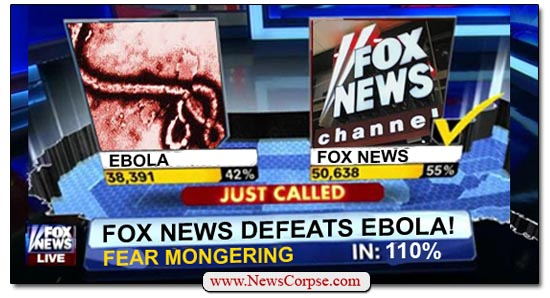 FOX
NEWS
channel
EBOLA
38,391 42%
FOX NEWS
50,638 55%
JUST CALLED
FOX
NEWS
LIVE
FOX NEWS DEFEATS EBOLA!
FEAR MONGERING IN: 110%
www.NewsCorpse.com